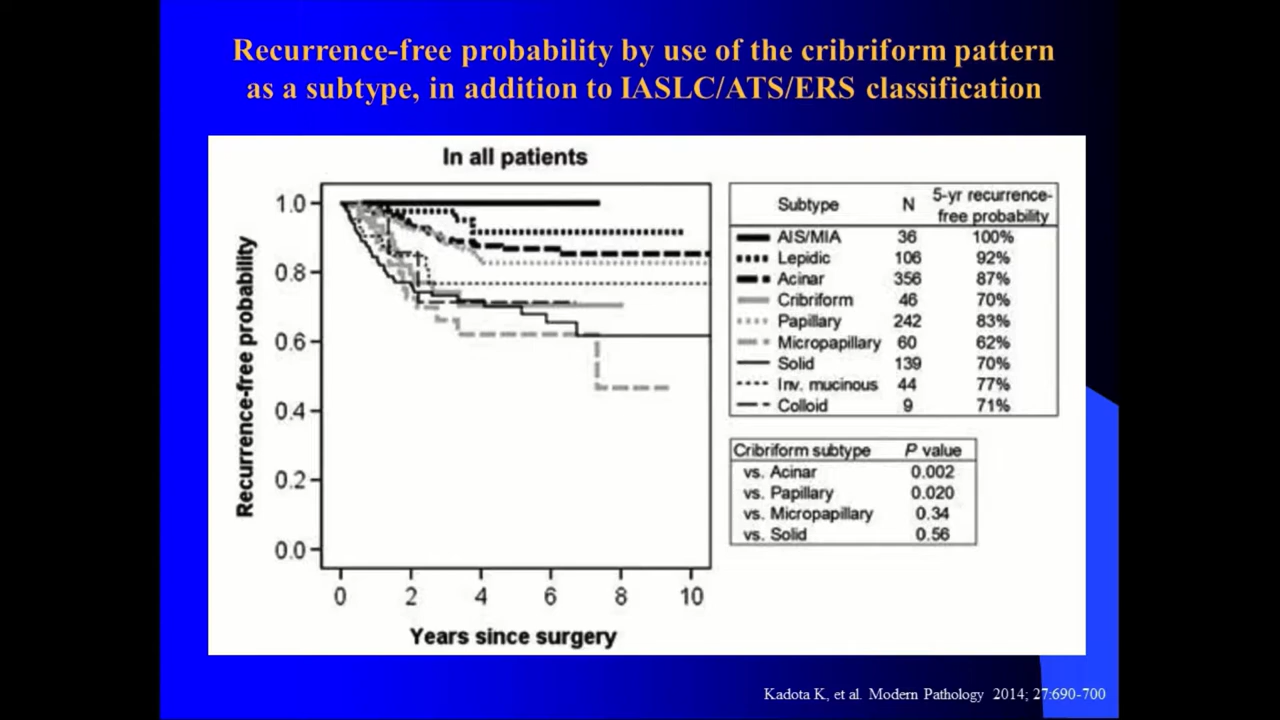 Recurrence-free probability by use of the cribriform pattern
as a subtype, in addition to IASLC/ATS/ERS classification
In all patients
Recurrence-free probability
1.0
0.8
0.6
0.4
0.2
0.0
0 2 4 6 8 10
Years since surgery
Subtype N 5-yr recurrence-
free probability
AIS/MIA 36 100%
Lepidic 106 92%
Acinar 356 87%
Cribriform 46 70%
Papillary 242 83%
Micropapillary 60 62%
Solid 139 70%
Inv. mucinous 44 77%
Colloid 9 71%
Cribriform subtype P value
vs. Acinar 0.002
vs. Papillary 0.020
vs. Micropapillary 0.34
vs. Solid 0.56
Kadota K, et al. Modern Pathology 2014; 27:690-700